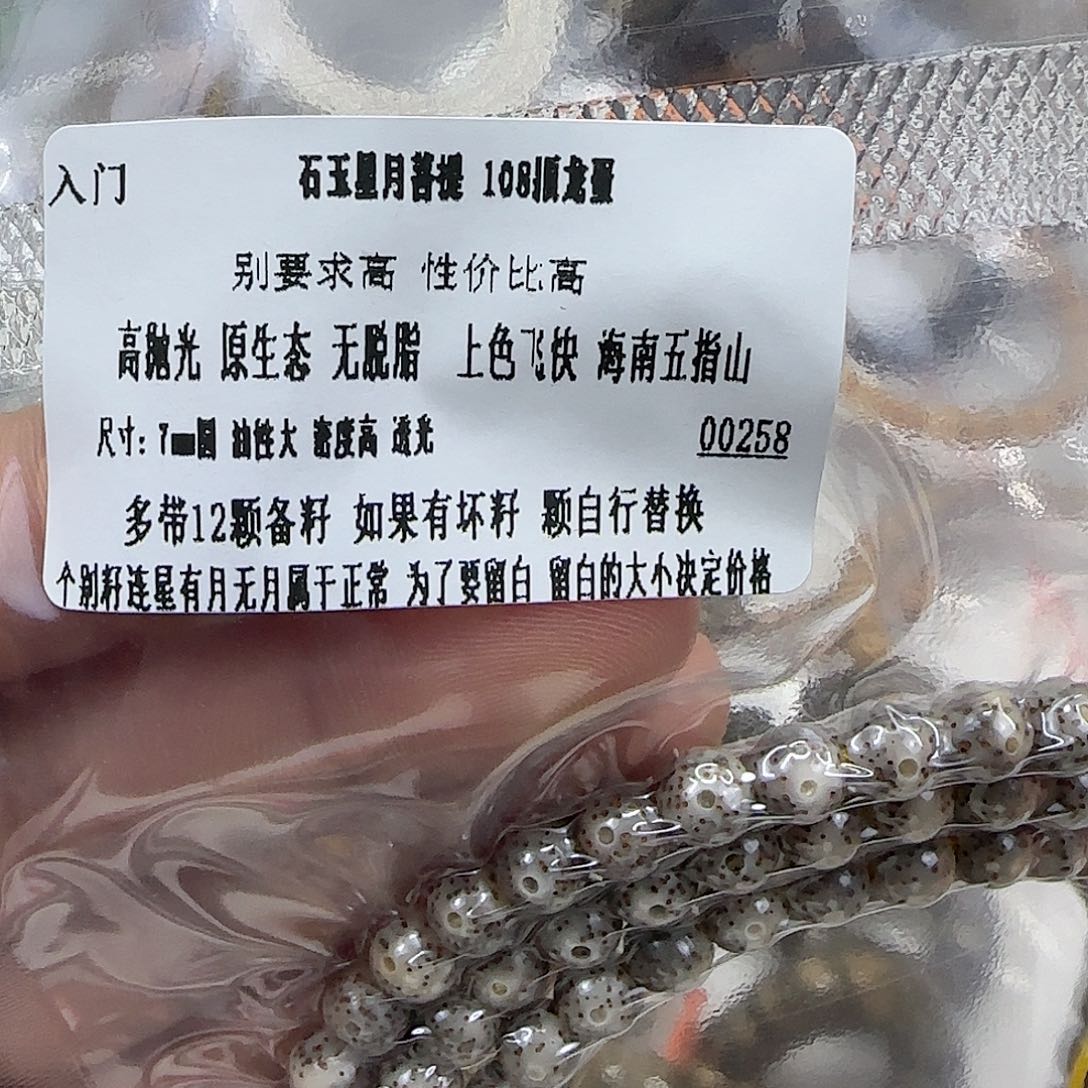 入门 石玉星月菩提 108顺龙蛋
别要求高 性价比高
高抛光 原生态 无脱脂 上色飞快 海南五指山
尺寸: 7mm圆 油性大 密度高 透光 00258
多带12颗备籽 如果有坏籽 颗自行替换
个别籽连星有月无月属于正常 为了要留白 留白的大小决定价格